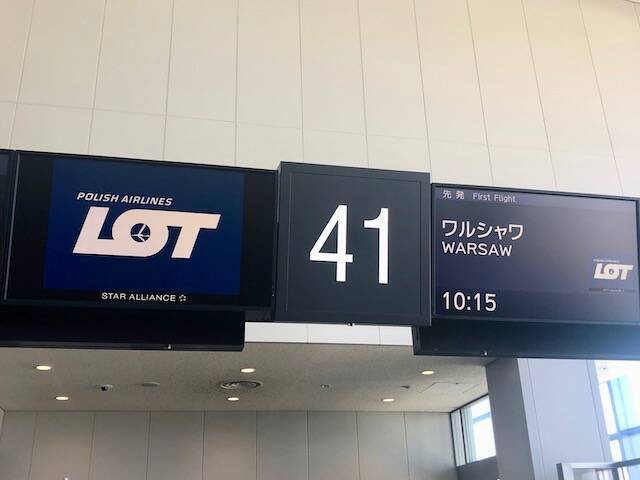 POLISH AIRLINES
LOT
STAR ALLIANCE
41
先発 First Flight
ワルシャワ
WARSAW
10:15
LOT